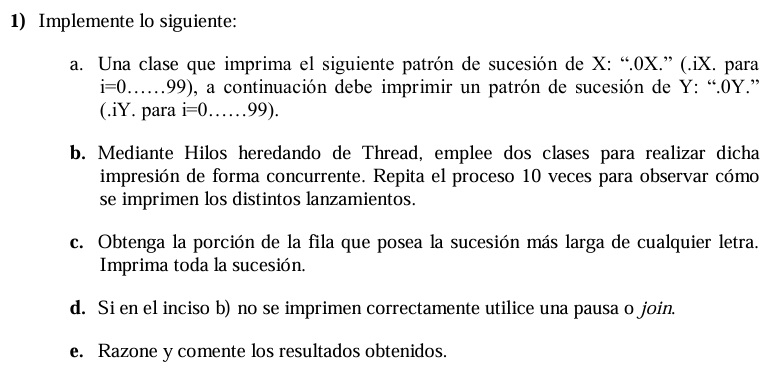 1) Implemente lo siguiente:
a. Una clase que imprima el siguiente patrón de sucesión de X: “.0X.” (.iX. para
i=0……99), a continuación debe imprimir un patrón de sucesión de Y: “.0Y.”
(.iY. para i=0……99).
b. Mediante Hilos heredando de Thread, emplee dos clases para realizar dicha
impresión de forma concurrente. Repita el proceso 10 veces para observar cómo
se imprimen los distintos lanzamientos.
c. Obtenga la porción de la fila que posea la sucesión más larga de cualquier letra.
Imprima toda la sucesión.
d. Si en el inciso b) no se imprimen correctamente utilice una pausa o join.
e. Razone y comente los resultados obtenidos.